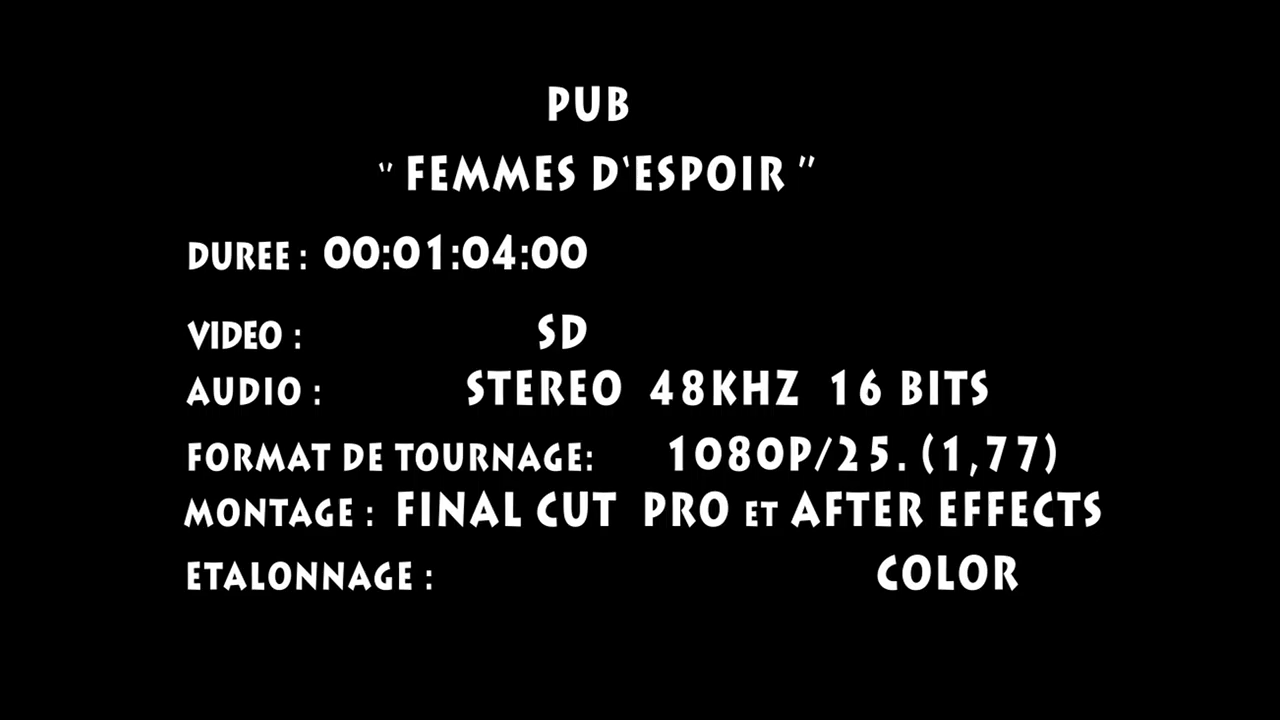 PUB
‘’ FEMMES D‘ESPOIR ’’
DUREE : 00:01:04:00
VIDEO : SD
AUDIO : STEREO 48KHZ 16 BITS
FORMAT DE TOURNAGE: 1080P/25. (1,77)
MONTAGE : FINAL CUT PRO ET AFTER EFFECTS
ETALONNAGE : COLOR